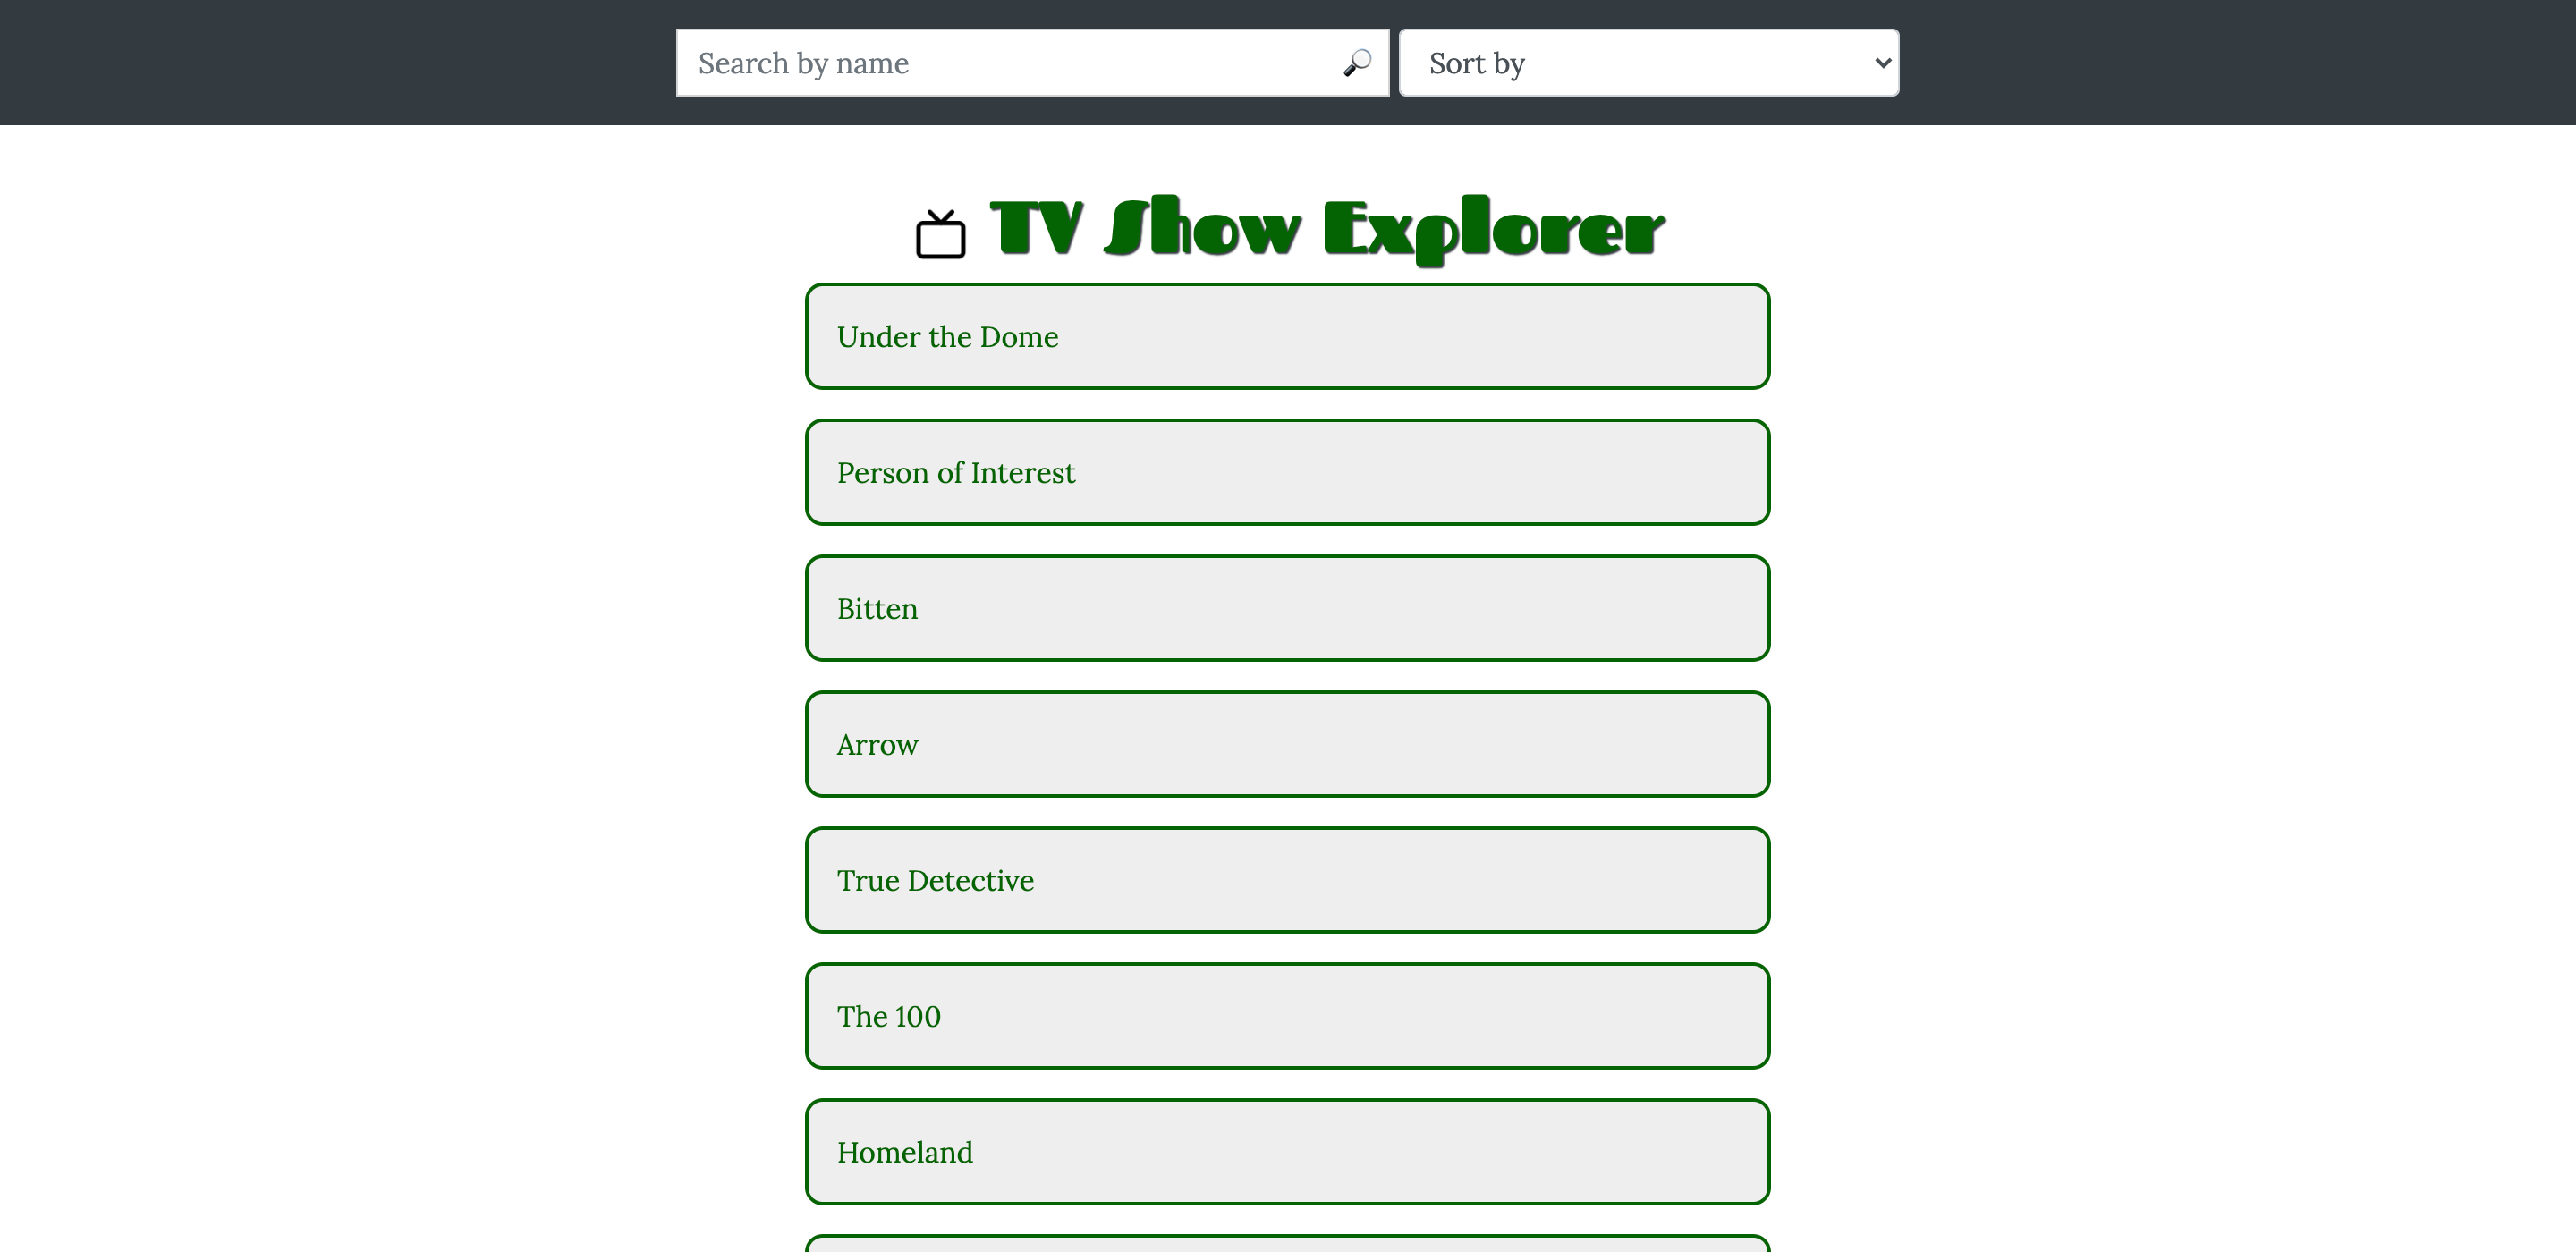 Search by name
Sort by
TV Show Explorer
Under the Dome
Person of Interest
Bitten
Arrow
True Detective
The 100
Homeland